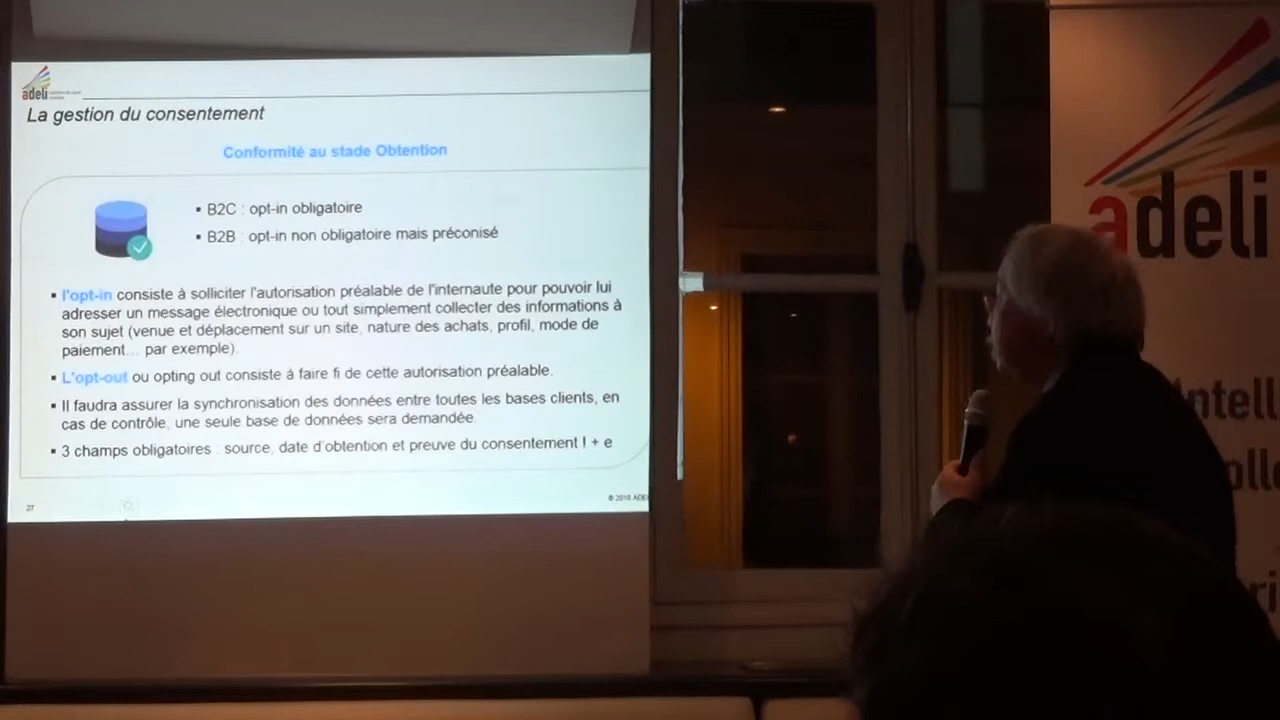 adeli
La gestion du consentement
Conformité au stade Obtention
▪ B2C : opt-in obligatoire
▪ B2B : opt-in non obligatoire mais préconisé
▪ l'opt-in consiste à solliciter l'autorisation préalable de l'internaute pour pouvoir lui
adresser un message électronique ou tout simplement collecter des informations à
son sujet (venue et déplacement sur un site, nature des achats, profil, mode de
paiement... par exemple).
▪ L'opt-out ou opting out consiste à faire fi de cette autorisation préalable.
▪ Il faudra assurer la synchronisation des données entre toutes les bases clients, en
cas de contrôle, une seule base de données sera demandée.
▪ 3 champs obligatoires : source, date d'obtention et preuve du consentement ! + e
27
© 2018 ADE
adeli
Intell
olle
ri